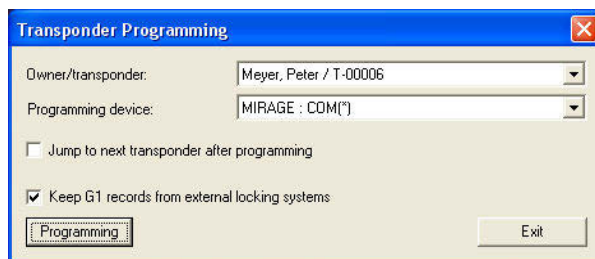 Transponder Programming
Owner/transponder: Meyer, Peter / T-00006
Programming device: MIRAGE : COM(*)
Jump to next transponder after programming
Keep G1 records from external locking systems
Programming Exit